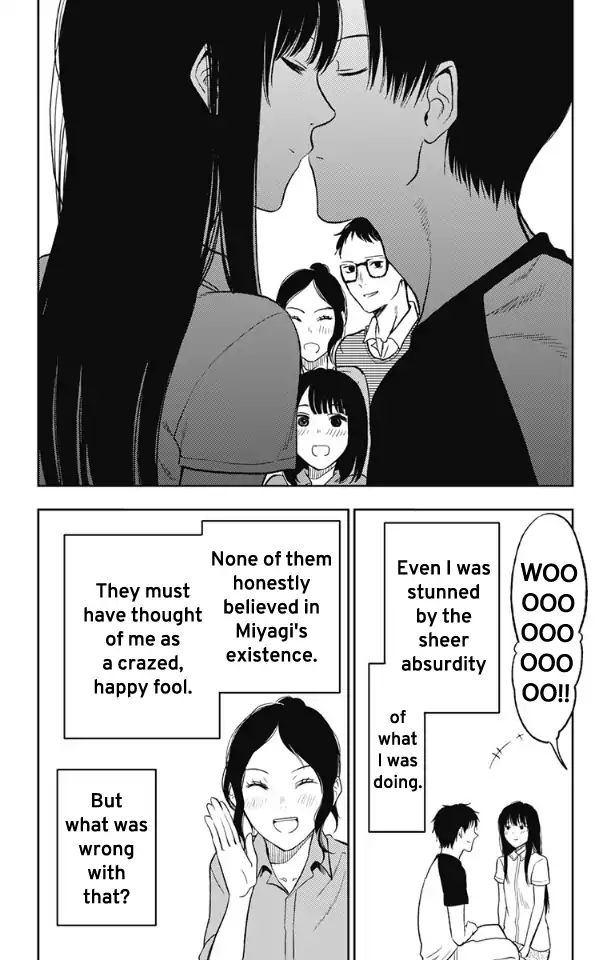 WOO
OOO
OOO
OOO
OO!!
Even I was
stunned
by the
sheer
absurdity
of
what
I was
doing.
None of them
honestly
believed in
Miyagi's
existence.
They must
have thought
of me as
a crazed,
happy fool.
But
what was
wrong
with
that?